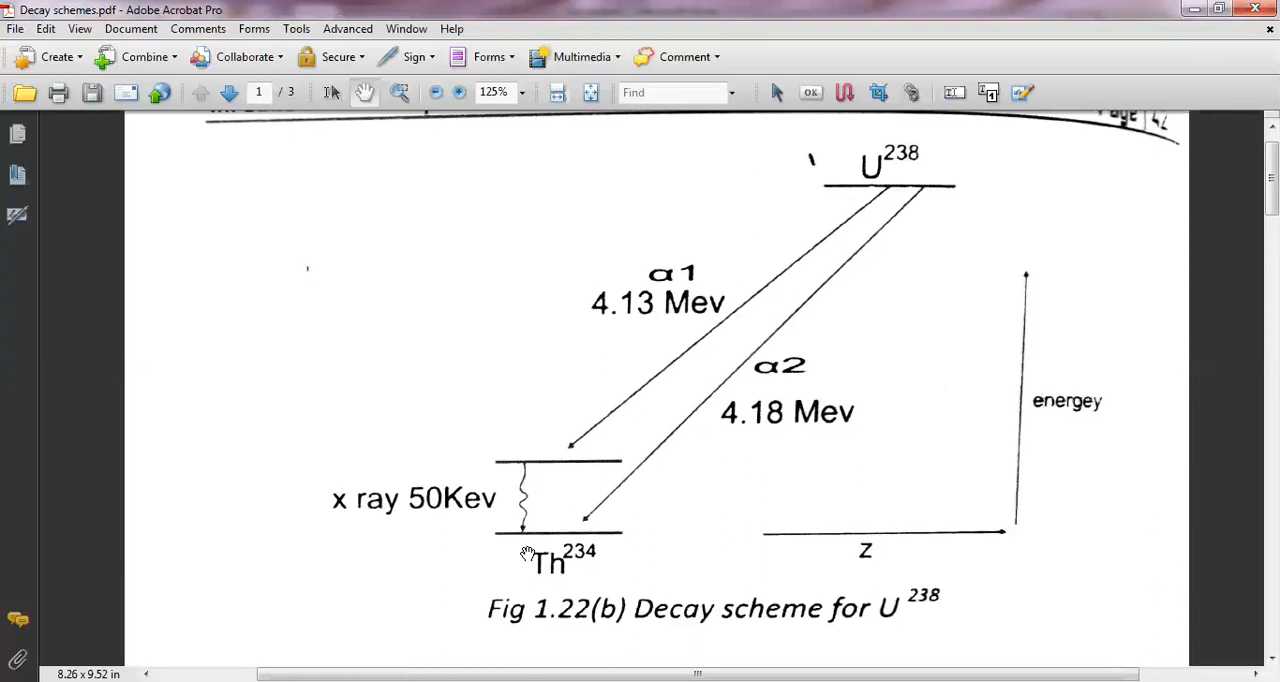 Decay schemes.pdf - Adobe Acrobat Pro
File Edit View Document Comments Forms Tools Advanced Window Help
Create Combine Collaborate Secure Sign Forms Multimedia Comment
1 / 3 125% Find
Page 42
U238
α1
4.13 Mev
α2
4.18 Mev
energey
x ray 50Kev
Th234
z
Fig 1.22(b) Decay scheme for U 238
8.26 x 9.52 in